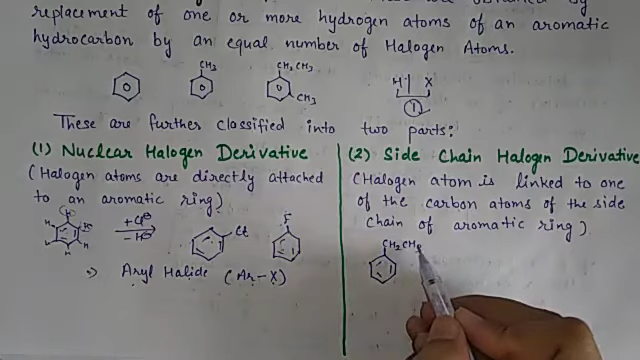 by
replacement of one or more hydrogen atoms of an aromatic
hydrocarbon by an equal number of Halogen Atoms.
CH3
CH2CH3
CH3
H X
1
These are further classified into two parts:
(1) Nuclear Halogen Derivative
(Halogen atoms are directly attached
to an aromatic ring)
H H H H H
+Cl⊕
-H⊕
Cl
F
Aryl Halide (Ar-X)
(2) Side Chain Halogen Derivative
(Halogen atom is linked to one
of the carbon atoms of the side
chain of aromatic ring)
CH2CH2